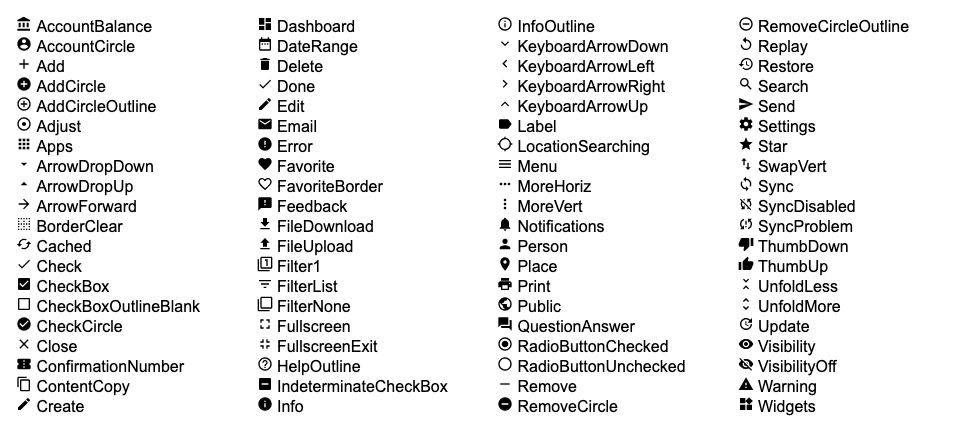 AccountBalance
AccountCircle
Add
AddCircle
AddCircleOutline
Adjust
Apps
ArrowDropDown
ArrowDropUp
ArrowForward
BorderClear
Cached
Check
CheckBox
CheckBoxOutlineBlank
CheckCircle
Close
ConfirmationNumber
ContentCopy
Create
Dashboard
DateRange
Delete
Done
Edit
Email
Error
Favorite
FavoriteBorder
Feedback
FileDownload
FileUpload
Filter1
FilterList
FilterNone
Fullscreen
FullscreenExit
HelpOutline
IndeterminateCheckBox
Info
InfoOutline
KeyboardArrowDown
KeyboardArrowLeft
KeyboardArrowRight
KeyboardArrowUp
Label
LocationSearching
Menu
MoreHoriz
MoreVert
Notifications
Person
Place
Print
Public
QuestionAnswer
RadioButtonChecked
RadioButtonUnchecked
Remove
RemoveCircle
RemoveCircleOutline
Replay
Restore
Search
Send
Settings
Star
SwapVert
Sync
SyncDisabled
SyncProblem
ThumbDown
ThumbUp
UnfoldLess
UnfoldMore
Update
Visibility
VisibilityOff
Warning
Widgets